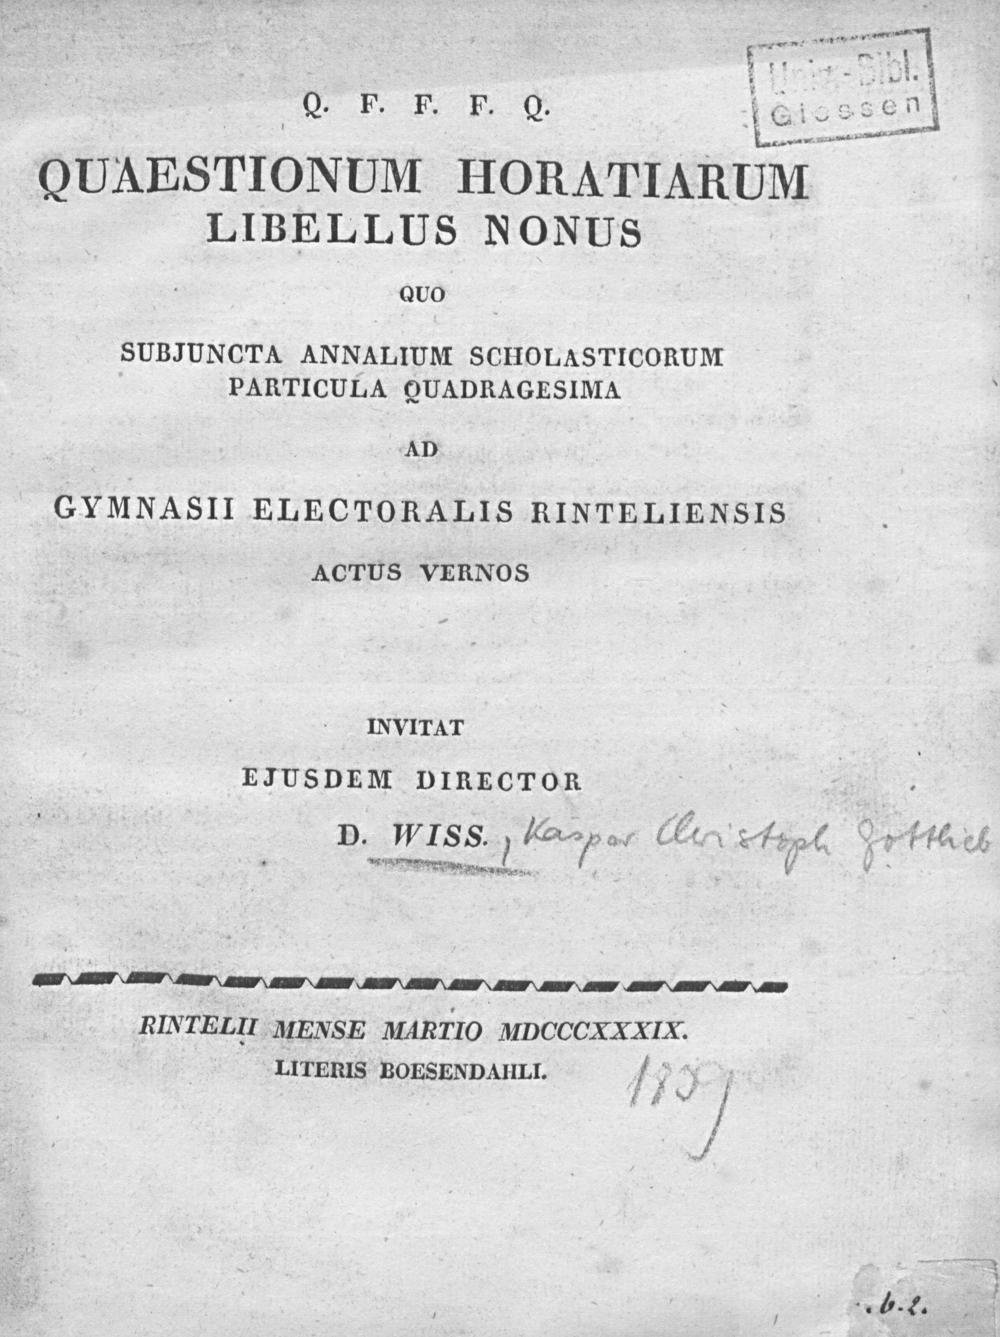 Univ.-Bibl.
Giessen
Q. F. F. F. Q.
QUAESTIONUM HORATIARUM
LIBELLUS NONUS
QUO
SUBJUNCTA ANNALIUM SCHOLASTICORUM
PARTICULA QUADRAGESIMA
AD
GYMNASII ELECTORALIS RINTELIENSIS
ACTUS VERNOS
INVITAT
EJUSDEM DIRECTOR
D. WISS. , Kaspar Christoph Gottlieb
RINTELII MENSE MARTIO MDCCCXXXIX.
LITERIS BOESENDAHLI.
1839
b-2.